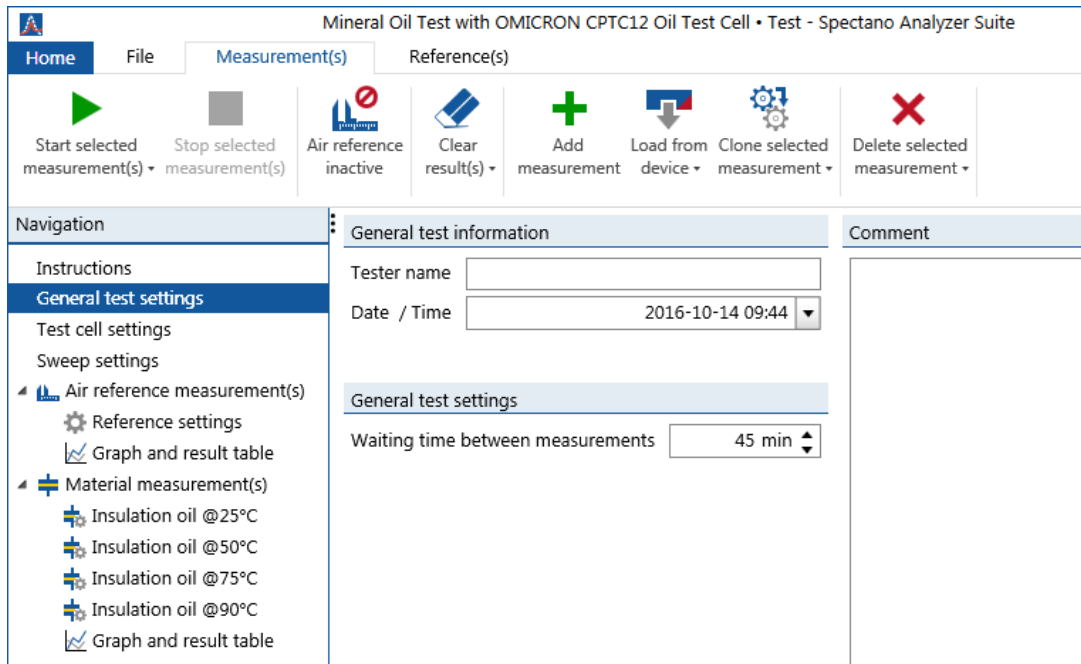 Mineral Oil Test with OMICRON CPTC12 Oil Test Cell • Test - Spectano Analyzer Suite
Home File Measurement(s) Reference(s)
Start selected measurement(s)
Stop selected measurement(s)
Air reference inactive
Clear result(s)
Add measurement
Load from device
Clone selected measurement
Delete selected measurement
Navigation
Instructions
General test settings
Test cell settings
Sweep settings
Air reference measurement(s)
Reference settings
Graph and result table
Material measurement(s)
Insulation oil @25°C
Insulation oil @50°C
Insulation oil @75°C
Insulation oil @90°C
Graph and result table
General test information
Tester name
Date / Time 2016-10-14 09:44
General test settings
Waiting time between measurements 45 min
Comment